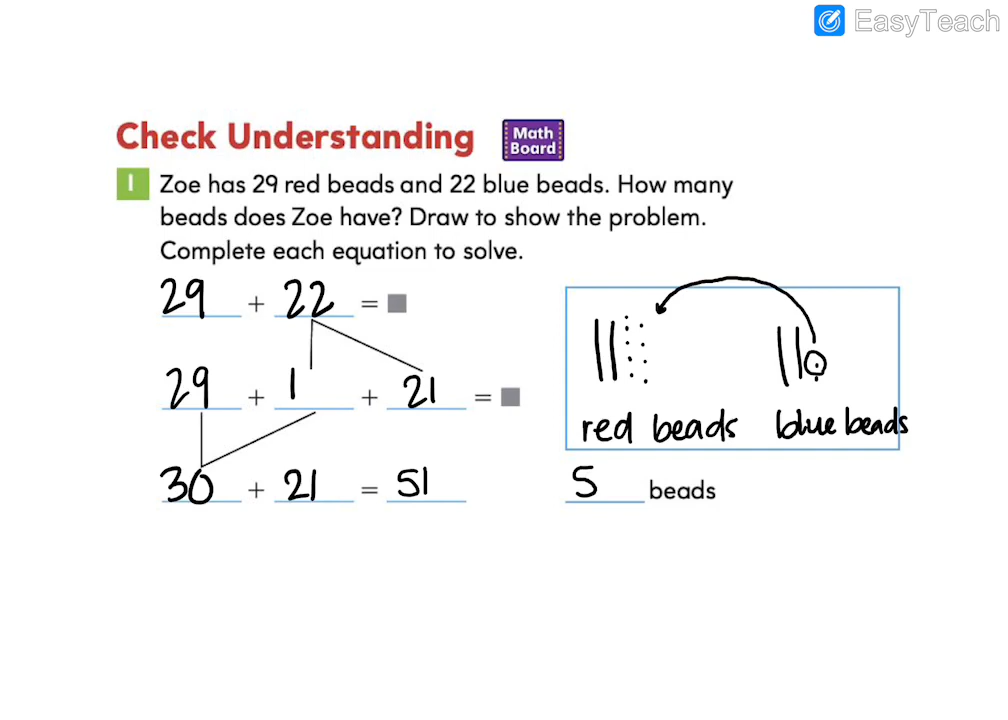 EasyTeach
Check Understanding
Math
Board
1 Zoe has 29 red beads and 22 blue beads. How many
beads does Zoe have? Draw to show the problem.
Complete each equation to solve.
29 + 22 = ■
29 + 1 + 21 = ■
30 + 21 = 51
red beads blue beads
5 beads